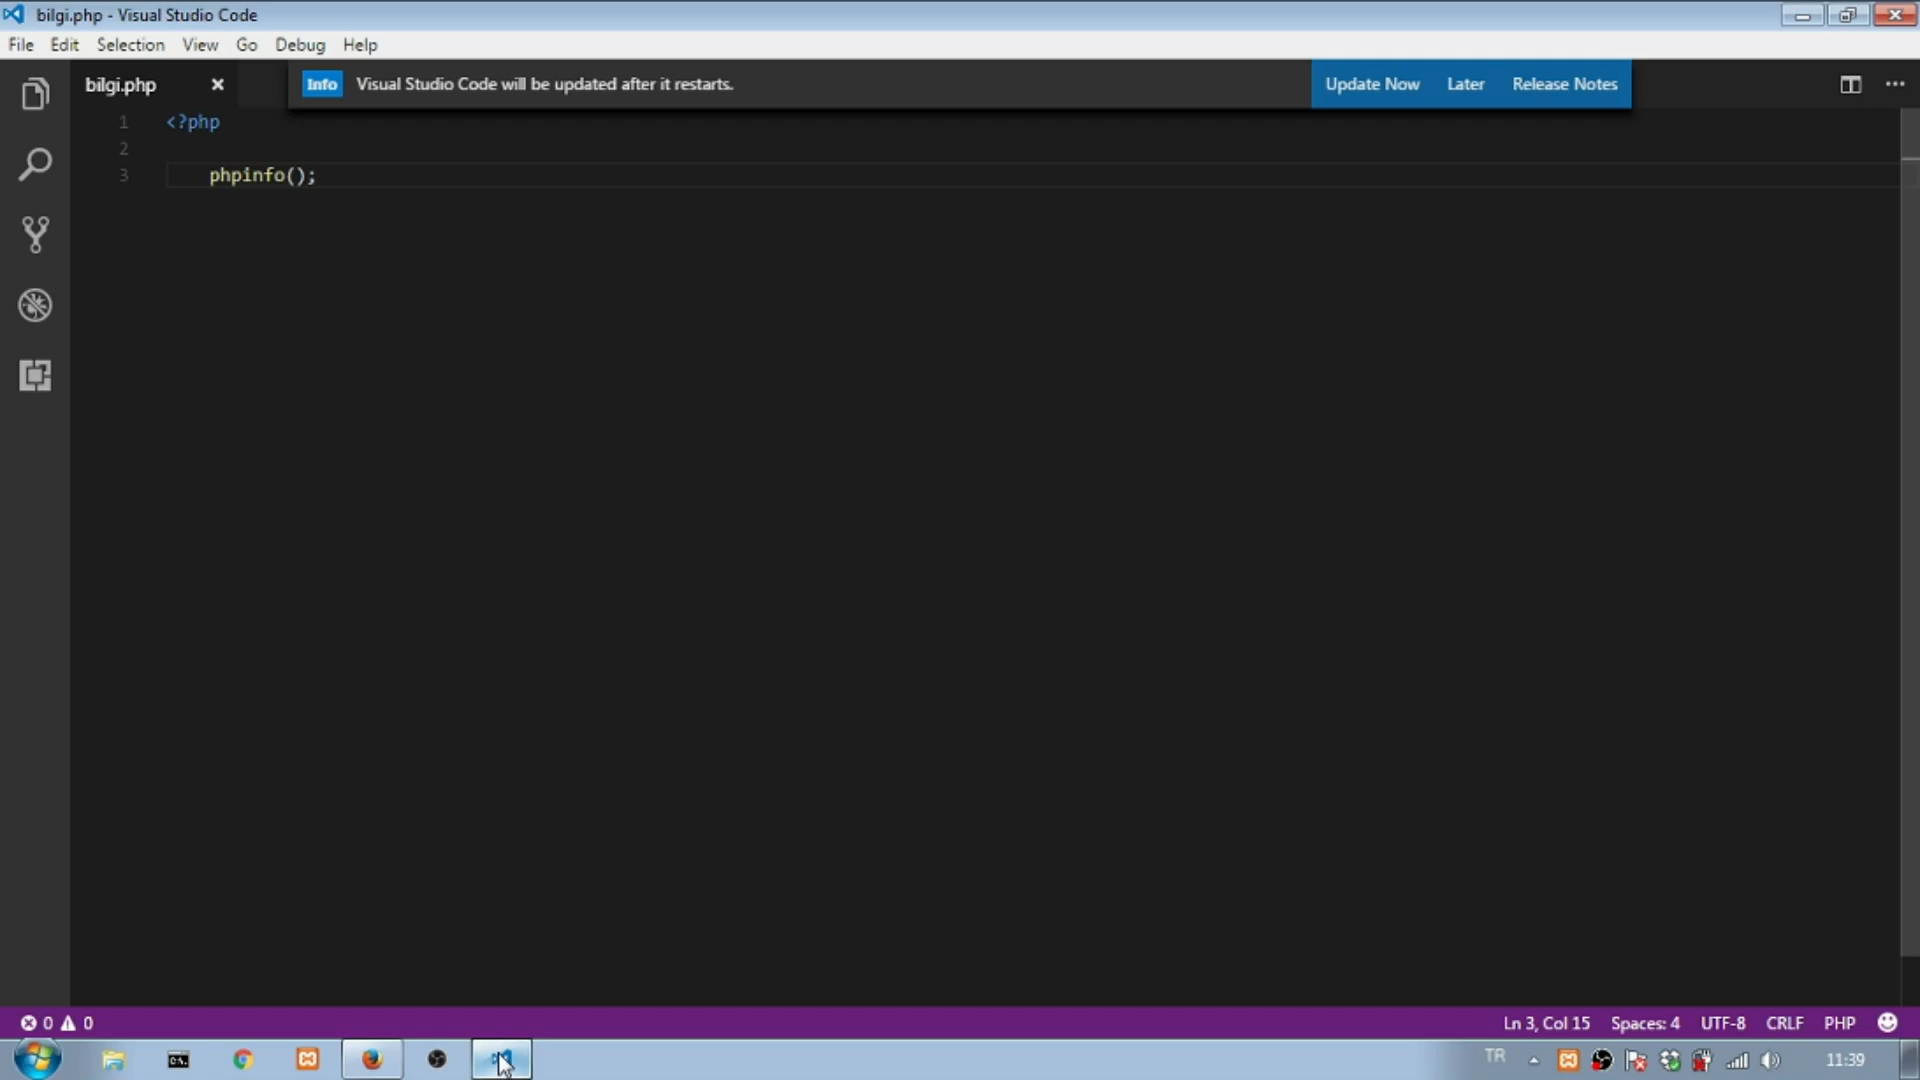 bilgi.php - Visual Studio Code
File Edit Selection View Go Debug Help
bilgi.php
Info Visual Studio Code will be updated after it restarts. Update Now Later Release Notes
1 <?php
2
3 phpinfo();
0 0 Ln 3, Col 15 Spaces: 4 UTF-8 CRLF PHP
TR 11:39